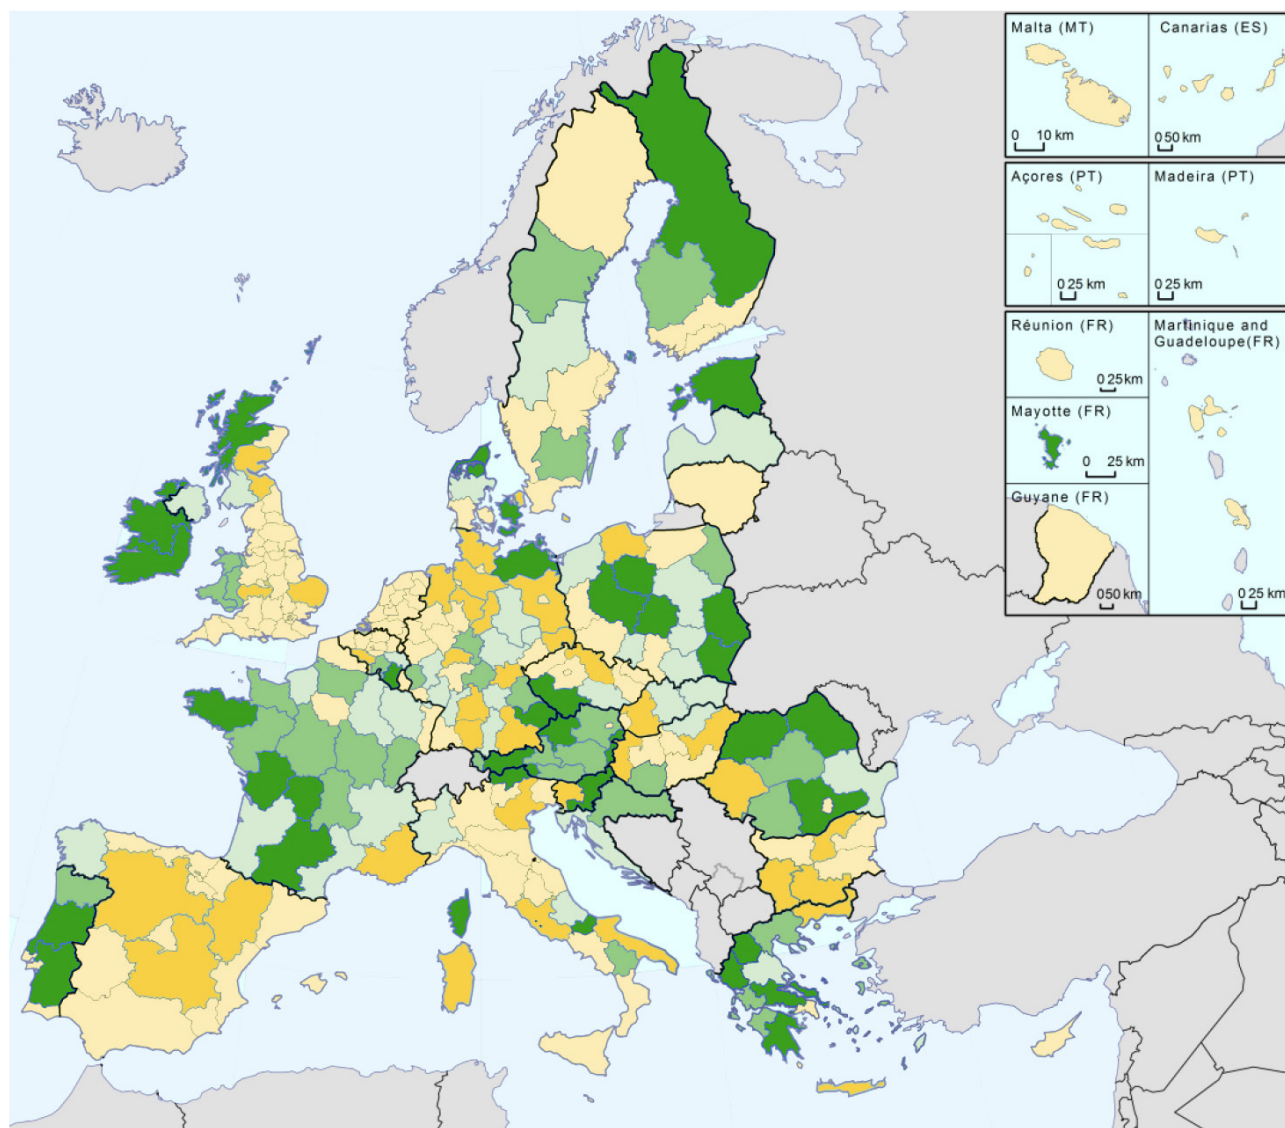 Malta (MT)
Canarias (ES)
0 10 km
0 50 km
Açores (PT)
Madeira (PT)
0 25 km
0 25 km
Réunion (FR)
0 25 km
Martinique and
Guadeloupe(FR)
Mayotte (FR)
0 25 km
Guyane (FR)
0 50 km
0 25 km